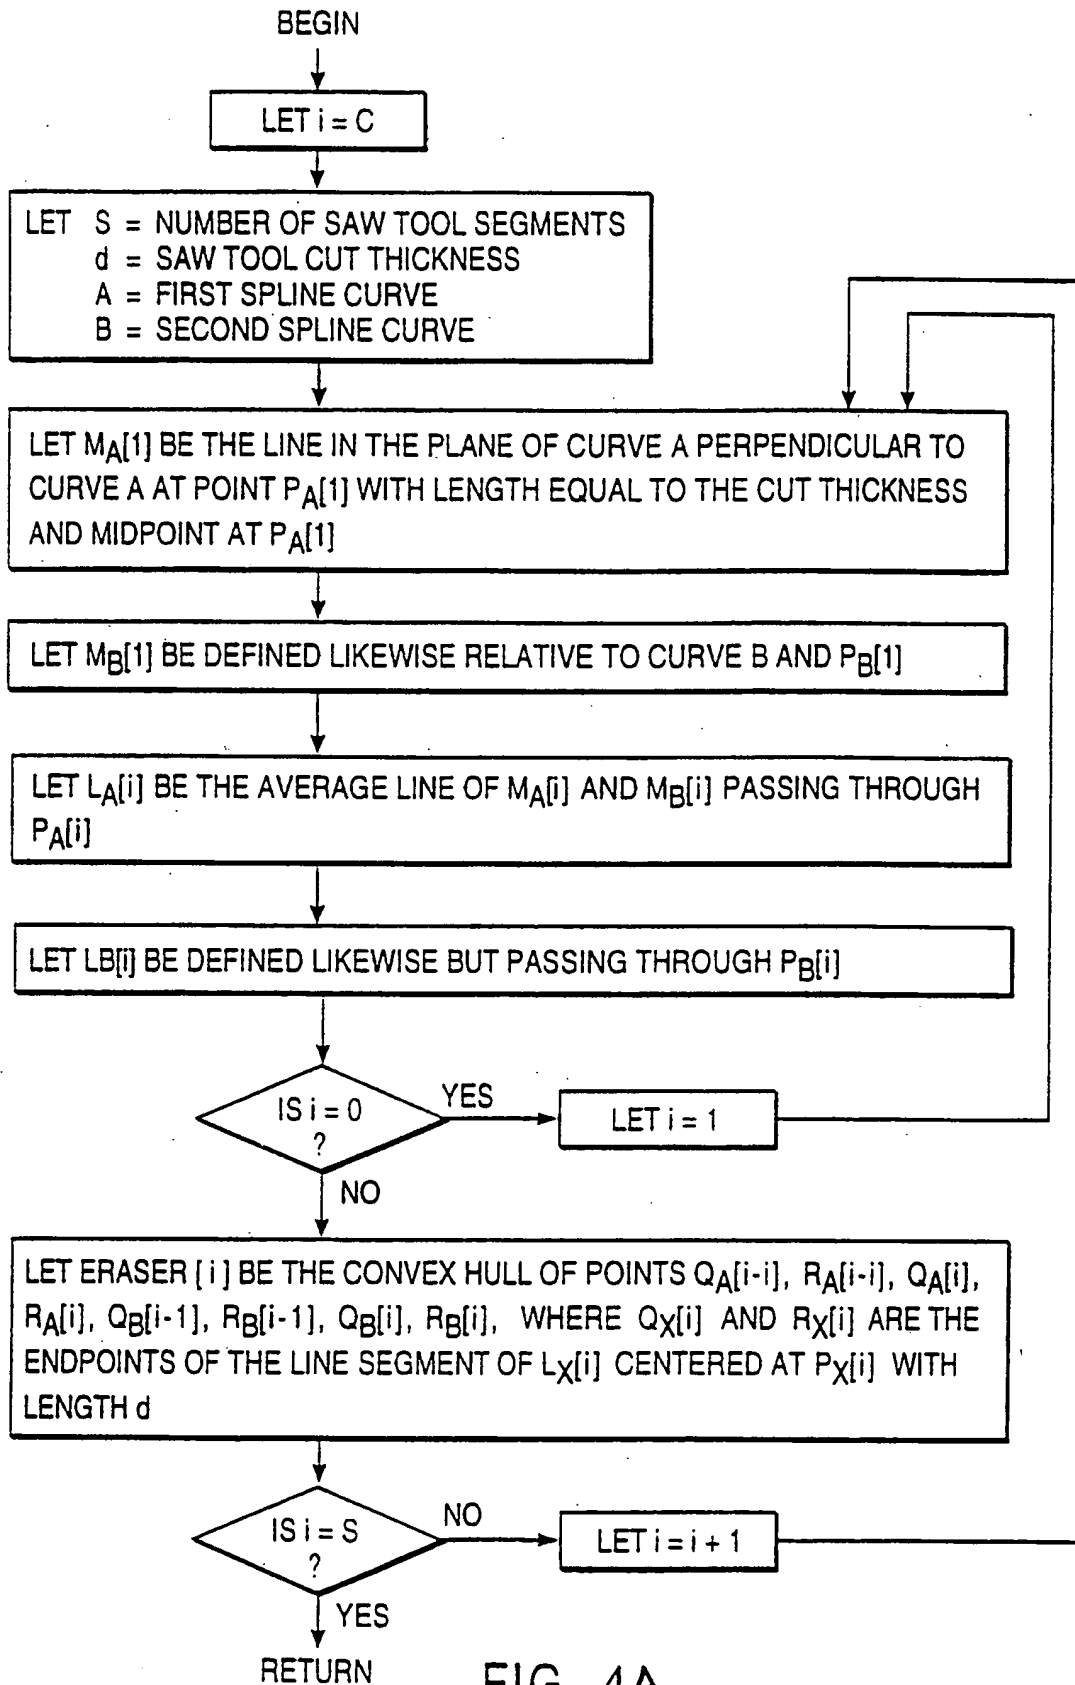 BEGIN
LET i = C
LET S = NUMBER OF SAW TOOL SEGMENTS
d = SAW TOOL CUT THICKNESS
A = FIRST SPLINE CURVE
B = SECOND SPLINE CURVE
LET MA[1] BE THE LINE IN THE PLANE OF CURVE A PERPENDICULAR TO
CURVE A AT POINT PA[1] WITH LENGTH EQUAL TO THE CUT THICKNESS
AND MIDPOINT AT PA[1]
LET MB[1] BE DEFINED LIKEWISE RELATIVE TO CURVE B AND PB[1]
LET LA[i] BE THE AVERAGE LINE OF MA[i] AND MB[i] PASSING THROUGH
PA[i]
LET LB[i] BE DEFINED LIKEWISE BUT PASSING THROUGH PB[i]
IS i = 0
?
YES
LET i = 1
NO
LET ERASER [i] BE THE CONVEX HULL OF POINTS QA[i-i], RA[i-i], QA[i],
RA[i], QB[i-1], RB[i-1], QB[i], RB[i], WHERE QX[i] AND RX[i] ARE THE
ENDPOINTS OF THE LINE SEGMENT OF LX[i] CENTERED AT PX[i] WITH
LENGTH d
IS i = S
?
NO
LET i = i + 1
YES
RETURN
FIG. 4A